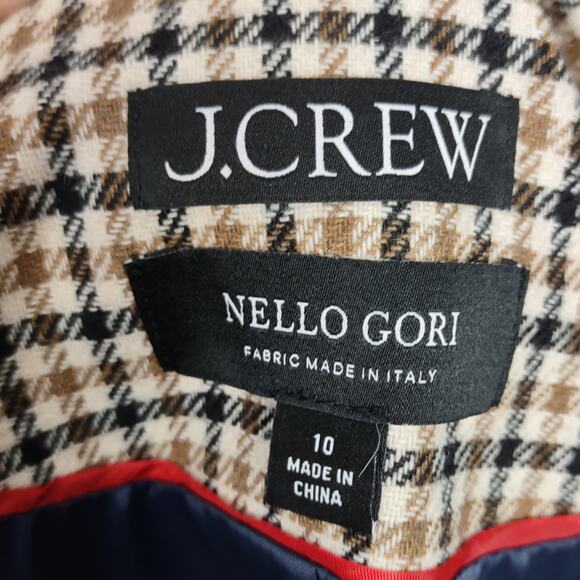 J.CREW
NELLO GORI
FABRIC MADE IN ITALY
10
MADE IN
CHINA